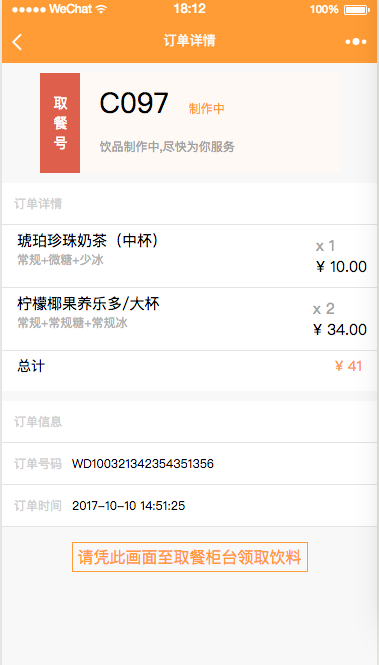 WeChat 18:12 100%
订单详情
取餐号
C097 制作中
饮品制作中,尽快为你服务
订单详情
琥珀珍珠奶茶（中杯） x 1
常规+微糖+少冰 ¥ 10.00
柠檬椰果养乐多/大杯 x 2
常规+常规糖+常规冰 ¥ 34.00
总计 ¥ 41
订单信息
订单号码 WD100321342354351356
订单时间 2017-10-10 14:51:25
请凭此画面至取餐柜台领取饮料